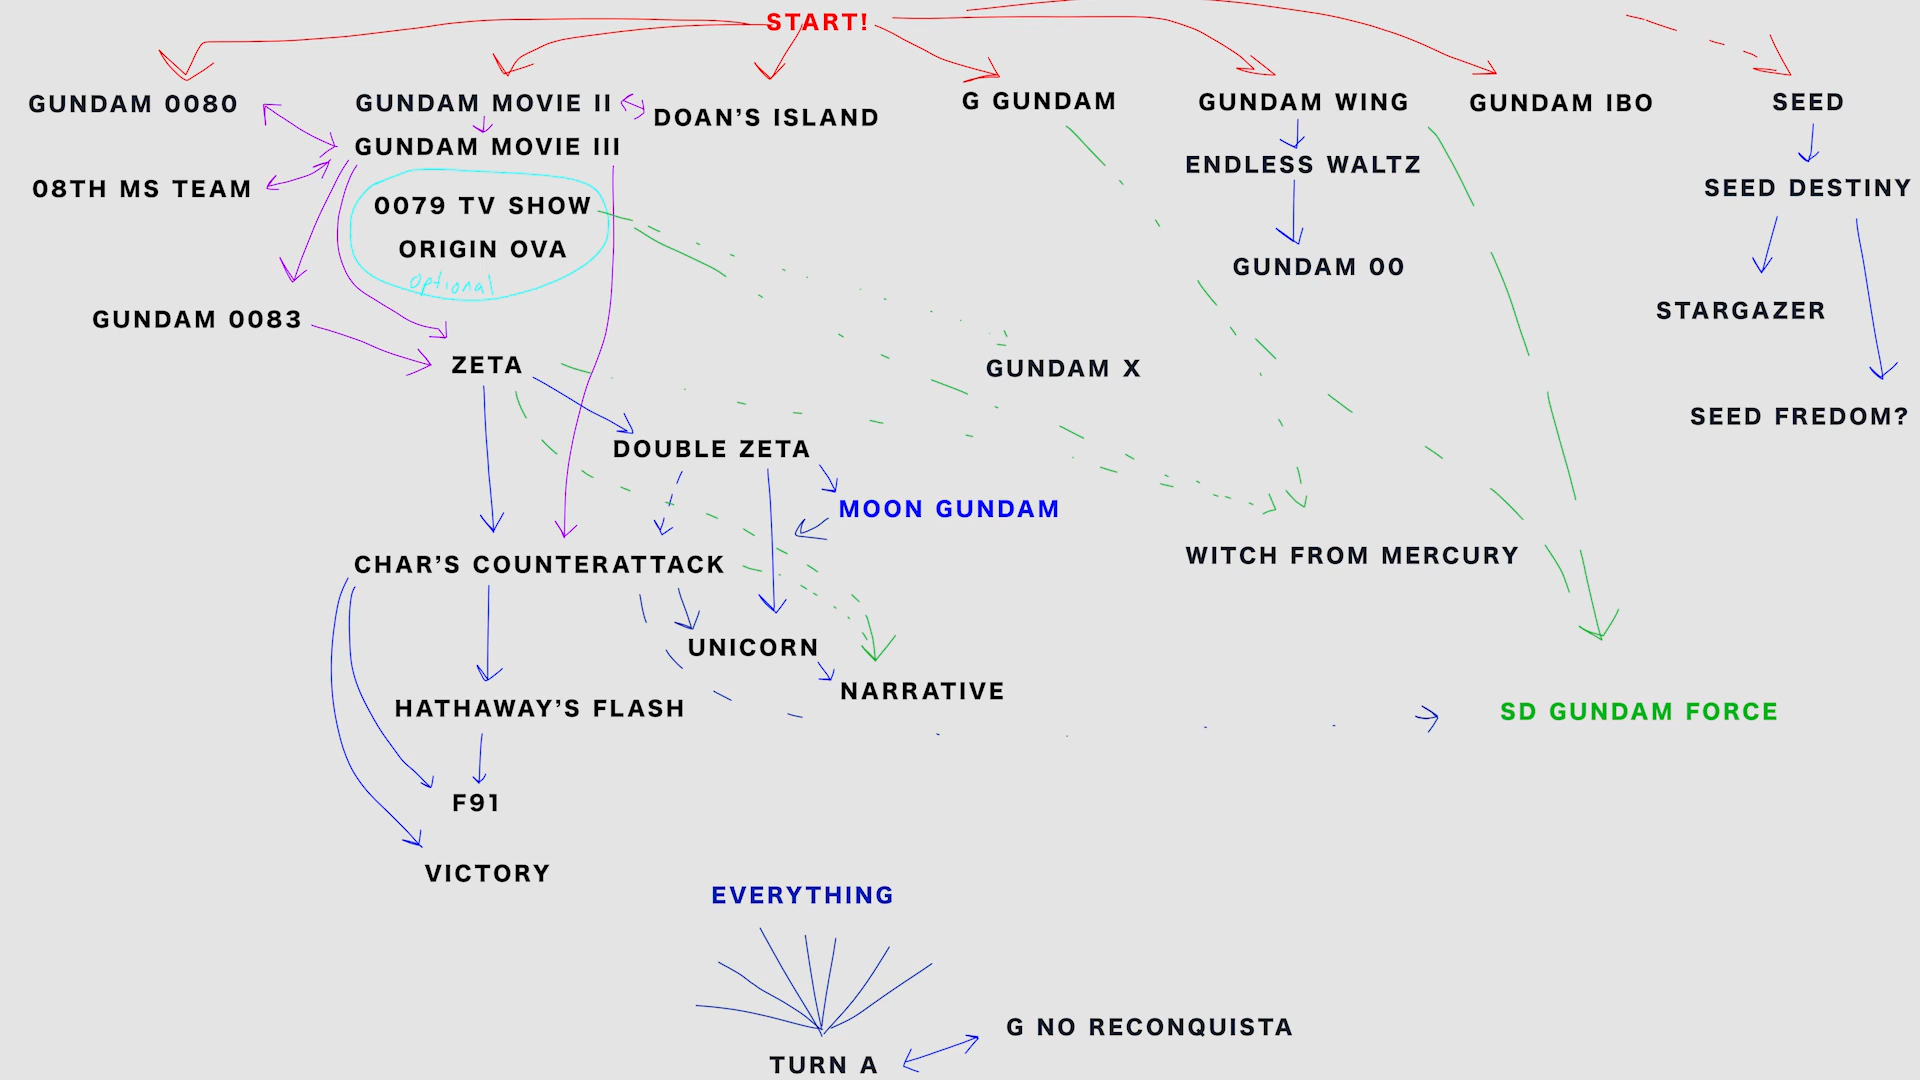 START!
GUNDAM 0080
GUNDAM MOVIE II
DOAN'S ISLAND
G GUNDAM
GUNDAM WING
GUNDAM IBO
SEED
GUNDAM MOVIE III
ENDLESS WALTZ
08TH MS TEAM
SEED DESTINY
0079 TV SHOW
ORIGIN OVA
optional
GUNDAM 00
STARGAZER
GUNDAM 0083
ZETA
GUNDAM X
SEED FREDOM?
DOUBLE ZETA
MOON GUNDAM
CHAR'S COUNTERATTACK
WITCH FROM MERCURY
UNICORN
NARRATIVE
HATHAWAY'S FLASH
SD GUNDAM FORCE
F91
VICTORY
EVERYTHING
G NO RECONQUISTA
TURN A